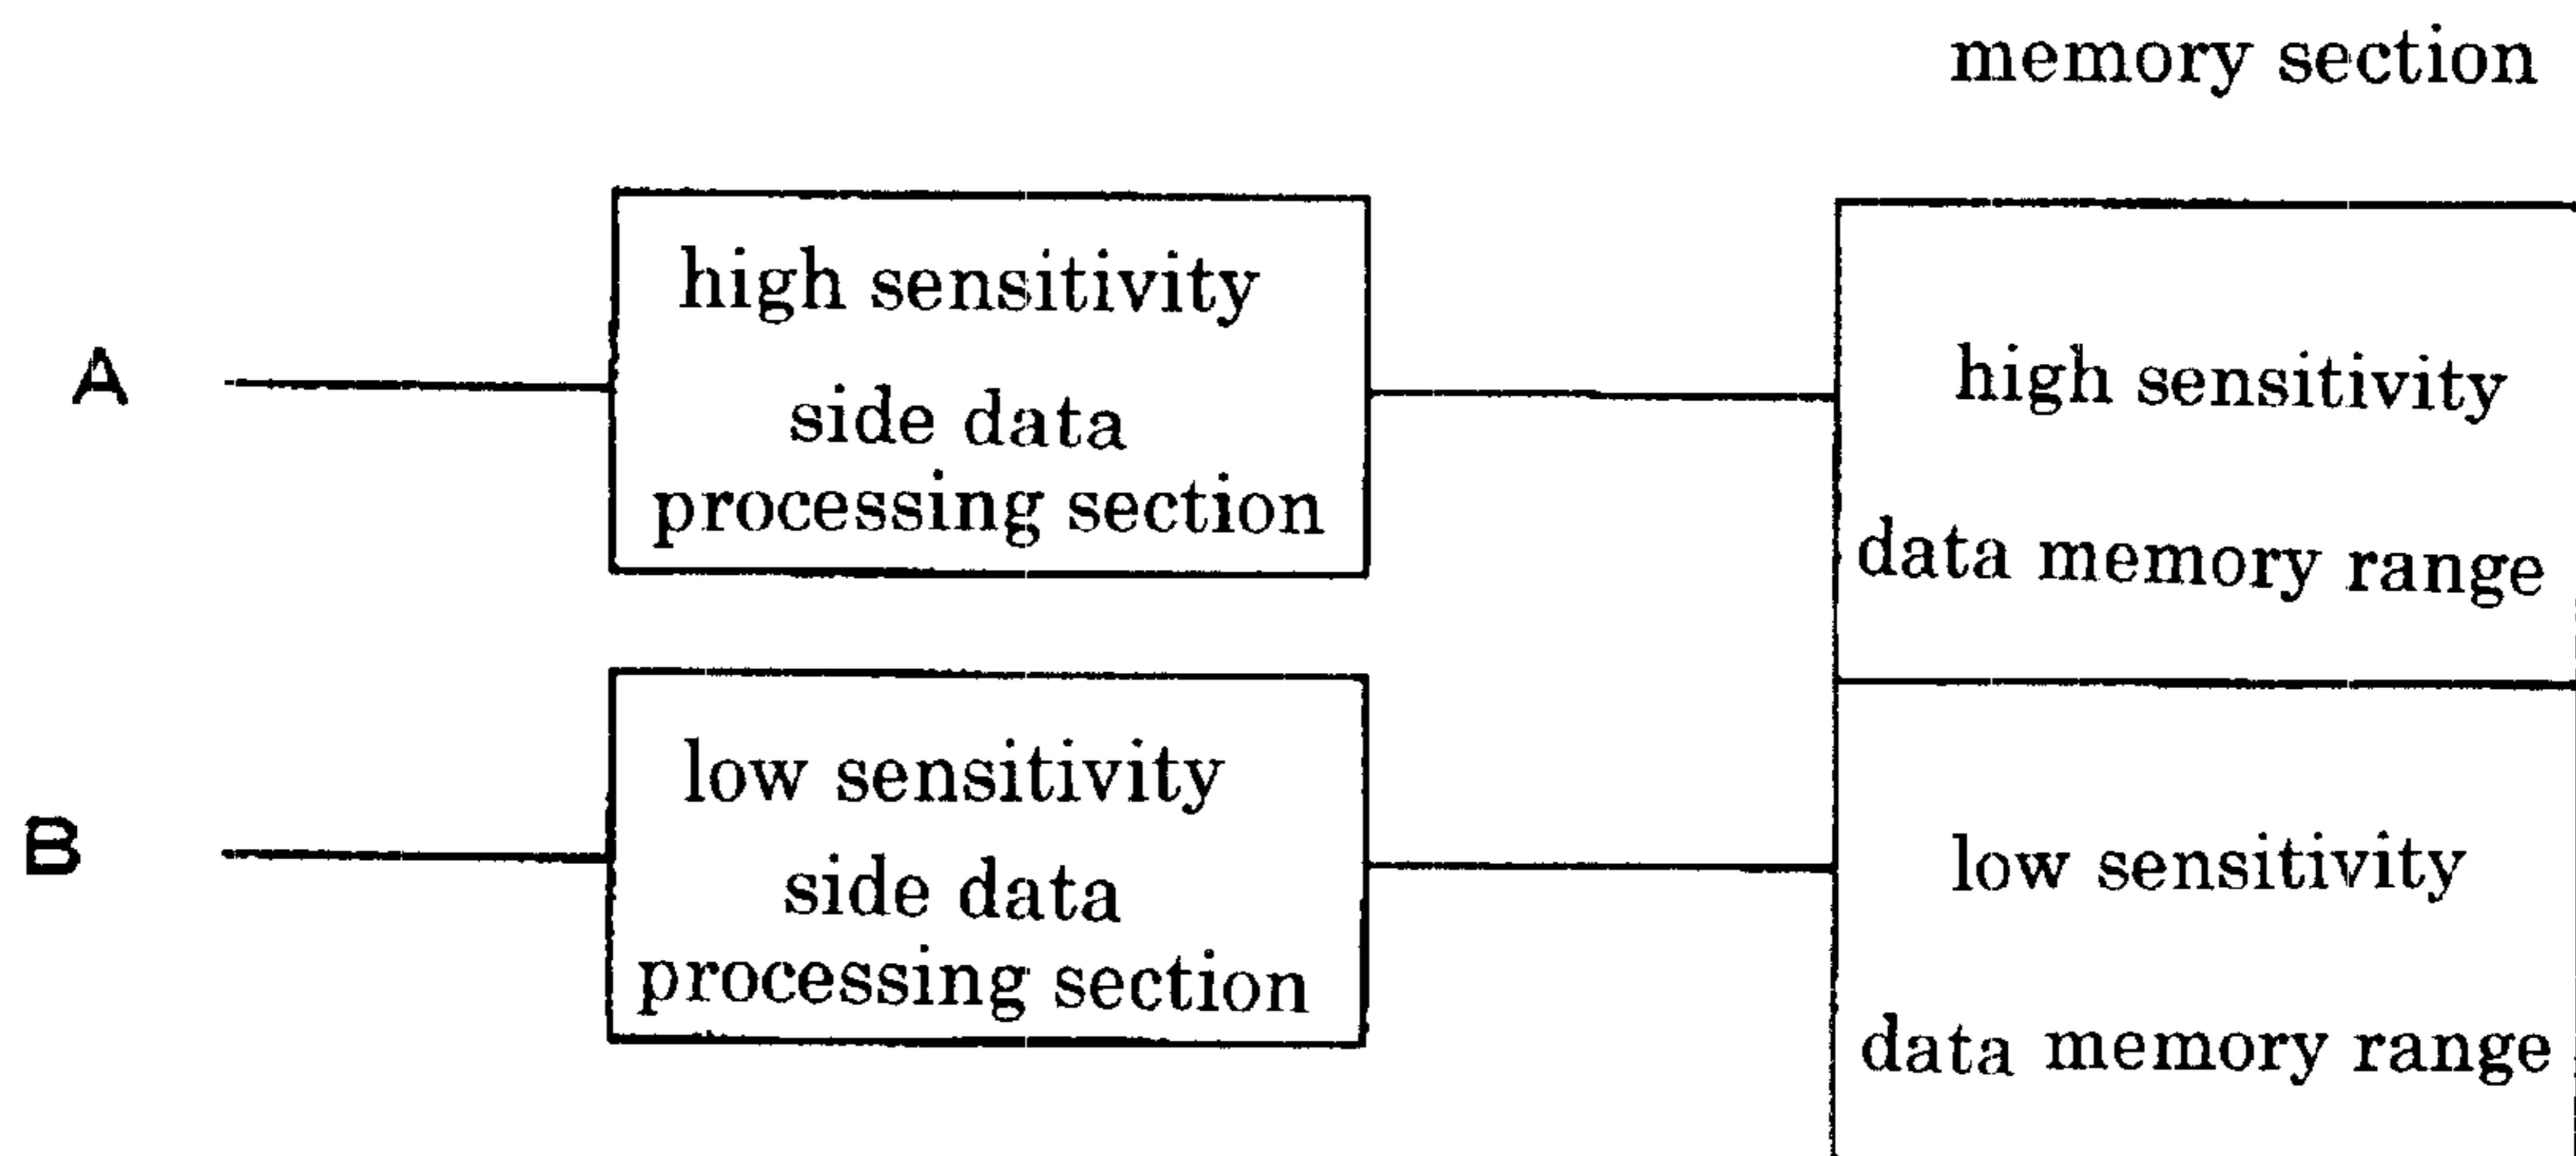 memory section
A
high sensitivity
side data
processing section
high sensitivity
data memory range
B
low sensitivity
side data
processing section
low sensitivity
data memory range